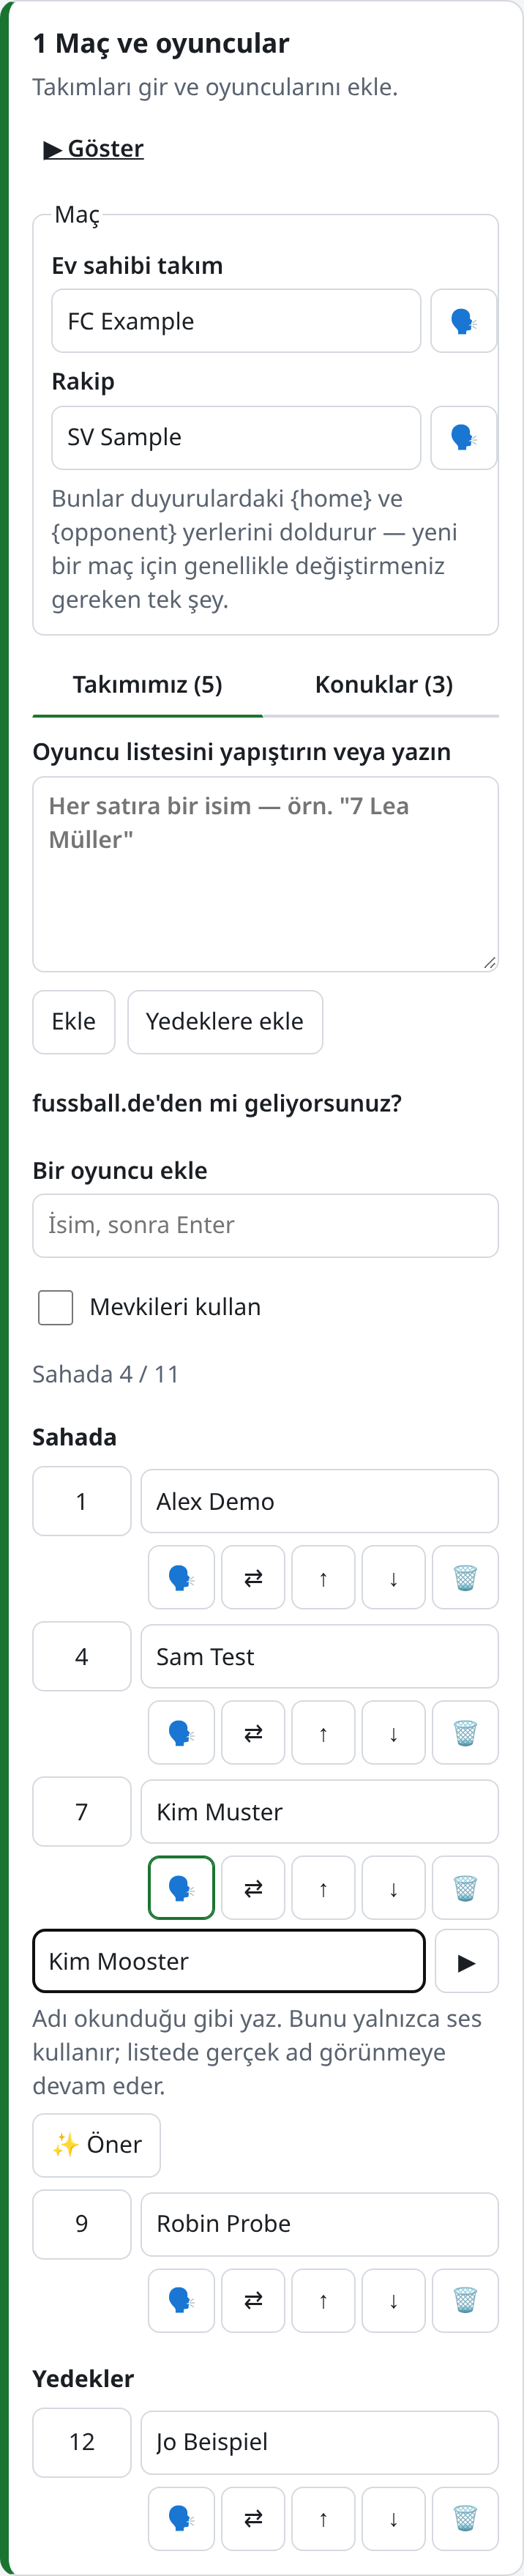 1 Maç ve oyuncular
Takımları gir ve oyuncularını ekle.
▶ Göster
Maç
Ev sahibi takım
FC Example
Rakip
SV Sample
Bunlar duyurulardaki {home} ve
{opponent} yerlerini doldurur — yeni
bir maç için genellikle değiştirmeniz
gereken tek şey.
Takımımız (5)
Konuklar (3)
Oyuncu listesini yapıştırın veya yazın
Her satıra bir isim — örn. "7 Lea
Müller"
Ekle
Yedeklere ekle
fussball.de'den mi geliyorsunuz?
Bir oyuncu ekle
İsim, sonra Enter
Mevkileri kullan
Sahada 4 / 11
Sahada
1 Alex Demo
⇄ ↑ ↓
4 Sam Test
⇄ ↑ ↓
7 Kim Muster
⇄ ↑ ↓
Kim Mooster ▶
Adı okunduğu gibi yaz. Bunu yalnızca ses
kullanır; listede gerçek ad görünmeye
devam eder.
✨ Öner
9 Robin Probe
⇄ ↑ ↓
Yedekler
12 Jo Beispiel
⇄ ↑ ↓